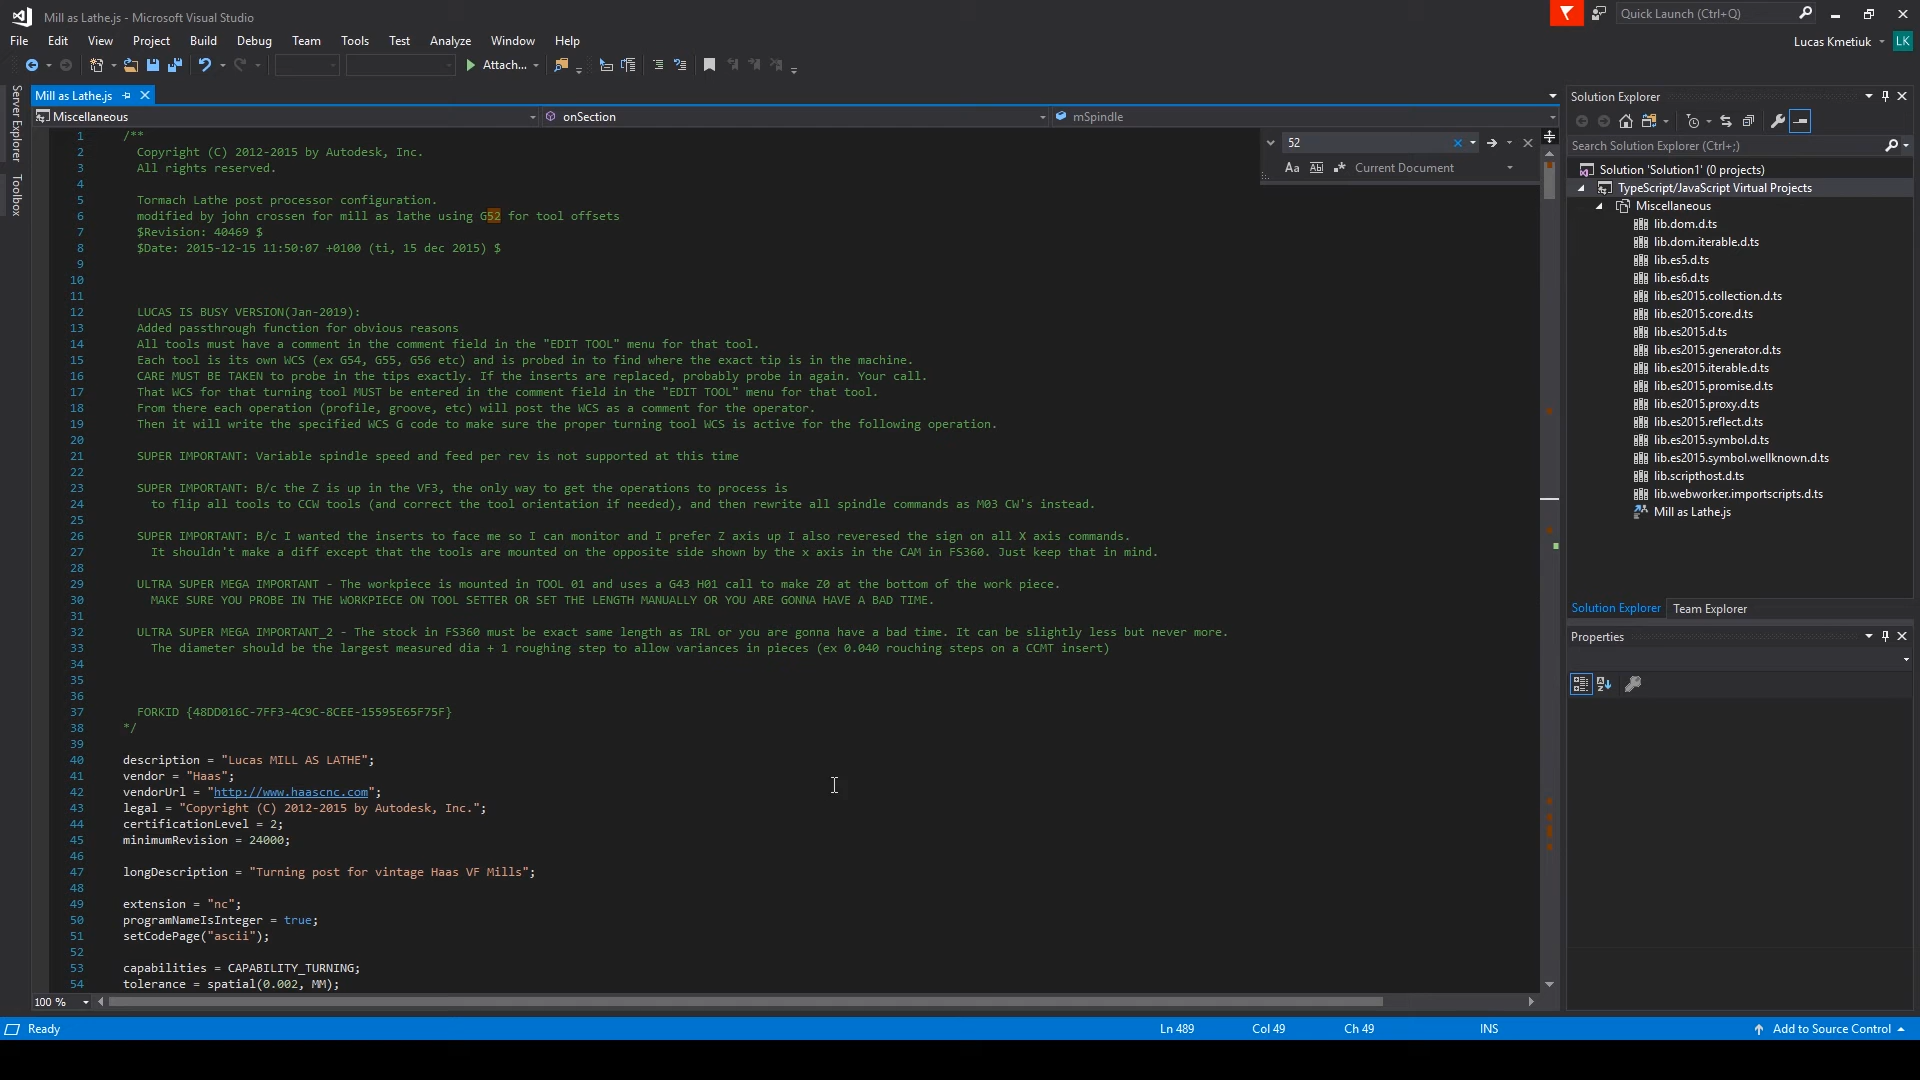 Mill as Lathe.js - Microsoft Visual Studio
Quick Launch (Ctrl+Q)
File Edit View Project Build Debug Team Tools Test Analyze Window Help
Lucas Kmetiuk LK
Attach...
Server Explorer
Toolbox
Mill as Lathe.js
Miscellaneous
onSection
mSpindle
52
Aa
Current Document
1 /**
2 Copyright (C) 2012-2015 by Autodesk, Inc.
3 All rights reserved.
4
5 Tormach Lathe post processor configuration.
6 modified by john crossen for mill as lathe using G52 for tool offsets
7 $Revision: 40469 $
8 $Date: 2015-12-15 11:50:07 +0100 (ti, 15 dec 2015) $
9
10
11
12 LUCAS IS BUSY VERSION(Jan-2019):
13 Added passthrough function for obvious reasons
14 All tools must have a comment in the comment field in the "EDIT TOOL" menu for that tool.
15 Each tool is its own WCS (ex G54, G55, G56 etc) and is probed in to find where the exact tip is in the machine.
16 CARE MUST BE TAKEN to probe in the tips exactly. If the inserts are replaced, probably probe in again. Your call.
17 That WCS for that turning tool MUST be entered in the comment field in the "EDIT TOOL" menu for that tool.
18 From there each operation (profile, groove, etc) will post the WCS as a comment for the operator.
19 Then it will write the specified WCS G code to make sure the proper turning tool WCS is active for the following operation.
20
21 SUPER IMPORTANT: Variable spindle speed and feed per rev is not supported at this time
22
23 SUPER IMPORTANT: B/c the Z is up in the VF3, the only way to get the operations to process is
24 to flip all tools to CCW tools (and correct the tool orientation if needed), and then rewrite all spindle commands as M03 CW's instead.
25
26 SUPER IMPORTANT: B/c I wanted the inserts to face me so I can monitor and I prefer Z axis up I also reveresed the sign on all X axis commands.
27 It shouldn't make a diff except that the tools are mounted on the opposite side shown by the x axis in the CAM in FS360. Just keep that in mind.
28
29 ULTRA SUPER MEGA IMPORTANT - The workpiece is mounted in TOOL 01 and uses a G43 H01 call to make Z0 at the bottom of the work piece.
30 MAKE SURE YOU PROBE IN THE WORKPIECE ON TOOL SETTER OR SET THE LENGTH MANUALLY OR YOU ARE GONNA HAVE A BAD TIME.
31
32 ULTRA SUPER MEGA IMPORTANT_2 - The stock in FS360 must be exact same length as IRL or you are gonna have a bad time. It can be slightly less but never more.
33 The diameter should be the largest measured dia + 1 roughing step to allow variances in pieces (ex 0.040 rouching steps on a CCMT insert)
34
35
36
37 FORKID {48DD016C-7FF3-4C9C-8CEE-15595E65F75F}
38 */
39
40 description = "Lucas MILL AS LATHE";
41 vendor = "Haas";
42 vendorUrl = "http://www.haascnc.com";
43 legal = "Copyright (C) 2012-2015 by Autodesk, Inc.";
44 certificationLevel = 2;
45 minimumRevision = 24000;
46
47 longDescription = "Turning post for vintage Haas VF Mills";
48
49 extension = "nc";
50 programNameIsInteger = true;
51 setCodePage("ascii");
52
53 capabilities = CAPABILITY_TURNING;
54 tolerance = spatial(0.002, MM);
100 %
Solution Explorer
Search Solution Explorer (Ctrl+;)
Solution 'Solution1' (0 projects)
TypeScript/JavaScript Virtual Projects
Miscellaneous
lib.dom.d.ts
lib.dom.iterable.d.ts
lib.es5.d.ts
lib.es6.d.ts
lib.es2015.collection.d.ts
lib.es2015.core.d.ts
lib.es2015.d.ts
lib.es2015.generator.d.ts
lib.es2015.iterable.d.ts
lib.es2015.promise.d.ts
lib.es2015.proxy.d.ts
lib.es2015.reflect.d.ts
lib.es2015.symbol.d.ts
lib.es2015.symbol.wellknown.d.ts
lib.scripthost.d.ts
lib.webworker.importscripts.d.ts
Mill as Lathe.js
Solution Explorer Team Explorer
Properties
Ready
Ln 489 Col 49 Ch 49 INS
Add to Source Control